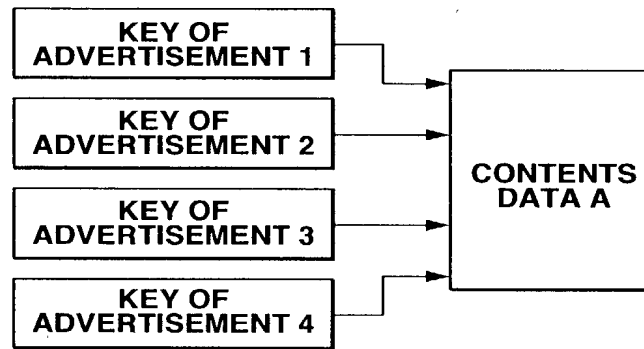 KEY OF
ADVERTISEMENT 1
KEY OF
ADVERTISEMENT 2
KEY OF
ADVERTISEMENT 3
KEY OF
ADVERTISEMENT 4
CONTENTS
DATA A